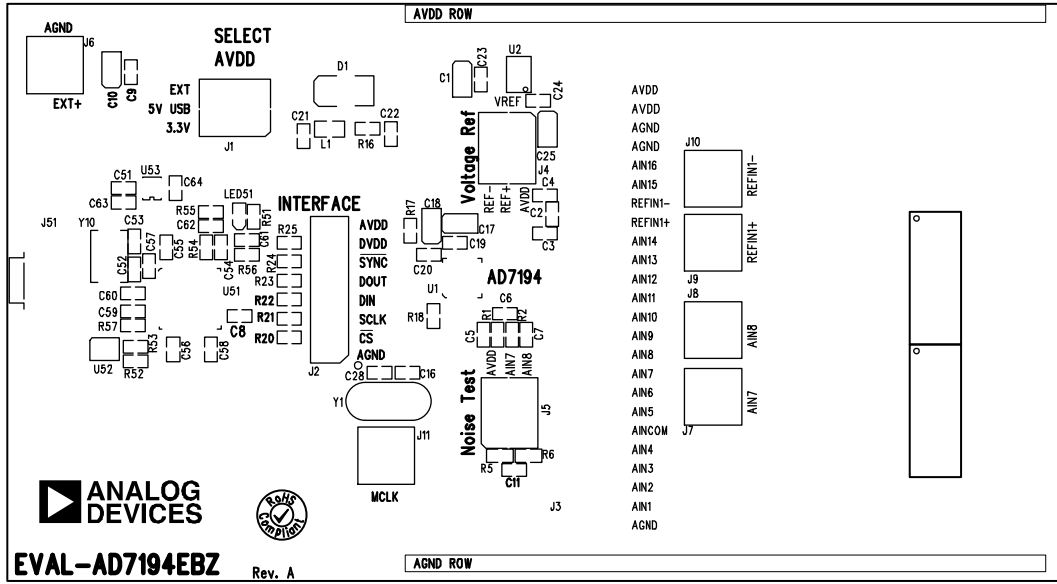 AVDD ROW
AGND
J6
EXT+
C10
C9
SELECT
AVDD
EXT
5V USB
3.3V
J1
D1
C21
L1
R16
C22
C1
C23
U2
VREF
C24
Voltage Ref
REF-
REF+
J4
C25
AVDD
C4
C2
C3
AVDD
AVDD
AGND
AGND
AIN16
AIN15
REFIN1-
REFIN1+
AIN14
AIN13
AIN12
AIN11
AIN10
AIN9
AIN8
AIN7
AIN6
AIN5
AINCOM
AIN4
AIN3
AIN2
AIN1
AGND
J10
REFIN1-
REFIN1+
J9
J8
AIN8
AIN7
J7
C51
U53
C64
C63
J51
Y10
C53
C57
C55
C52
R55
C62
LED51
R51
R54
C54
C61
R56
U51
C60
C59
R57
C8
U52
R53
R52
C56
C58
INTERFACE
R25
R24
R23
R22
R21
R20
AVDD
DVDD
SYNC
DOUT
DIN
SCLK
CS
AGND
J2
R17
C18
C17
C19
C20
U1
AD7194
R18
C6
C5
R1
R2
C7
AVDD
AIN7
AIN8
Noise Test
J5
R5
R6
C11
C28
C16
Y1
J11
MCLK
J3
ANALOG
DEVICES
RoHS
Compliant
EVAL-AD7194EBZ
Rev. A
AGND ROW